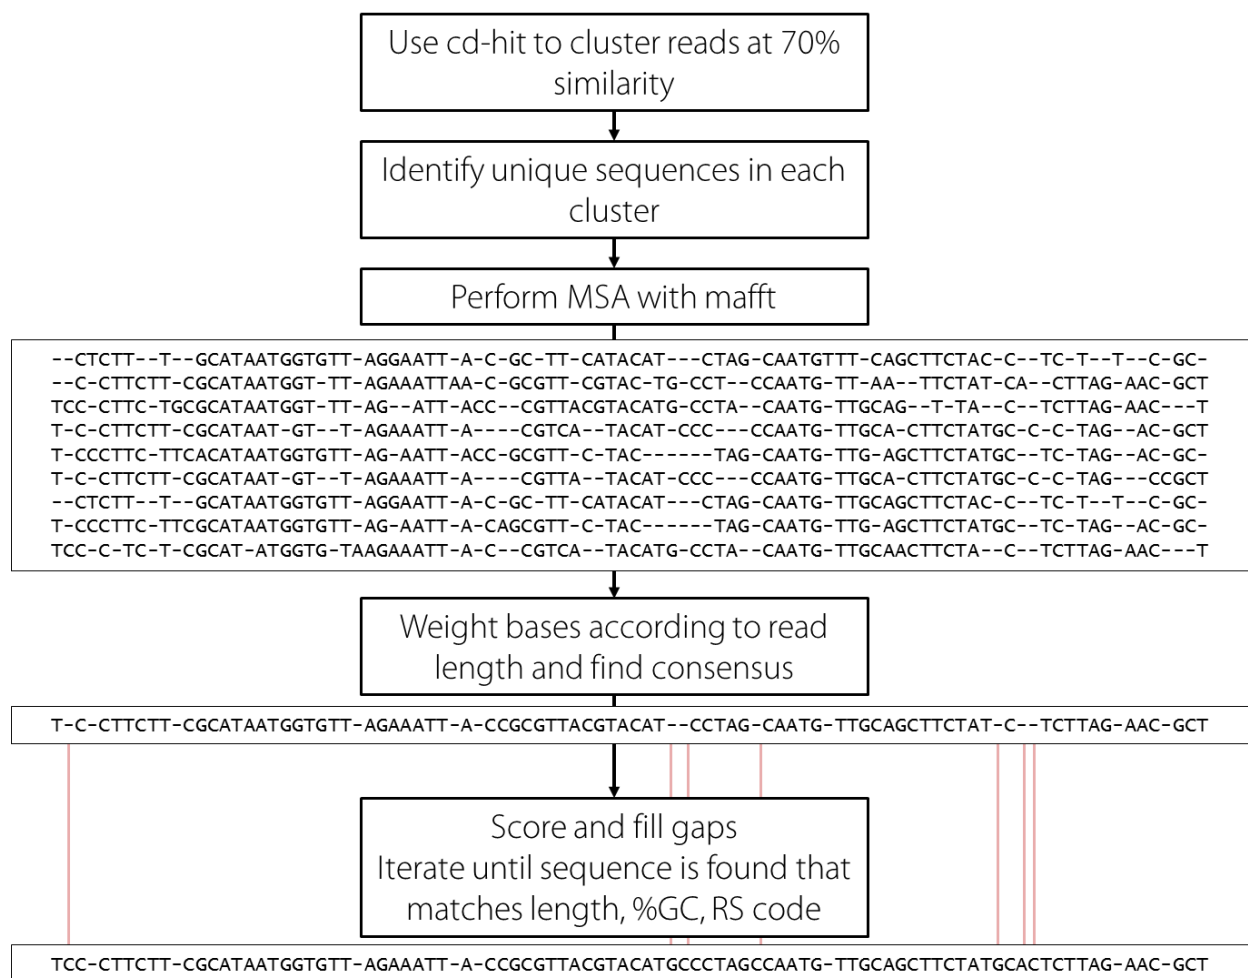 Use cd-hit to cluster reads at 70%
similarity
Identify unique sequences in each
cluster
Perform MSA with mafft
--CTCTT--T--GCATAATGGTGTT-AGGAATT-A-C-GC-TT-CATACAT---CTAG-CAATGTTT-CAGCTTCTAC-C--TC-T--T--C-GC-
--C-CTTCTT-CGCATAATGGT-TT-AGAAATTAA-C-GCGTT-CGTAC-TG-CCT--CCAATG-TT-AA--TTCTAT-CA--CTTAG-AAC-GCT
TCC-CTTC-TGCGCATAATGGT-TT-AG--ATT-ACC--CGTTACGTACATG-CCTA--CAATG-TTGCAG--T-TA--C--TCTTAG-AAC---T
T-C-CTTCTT-CGCATAAT-GT--T-AGAAATT-A----CGTCA--TACAT-CCC---CCAATG-TTGCA-CTTCTATGC-C-C-TAG--AC-GCT
T-CCCTTC-TTCACATAATGGTGTT-AG-AATT-ACC-GCGTT-C-TAC------TAG-CAATG-TTG-AGCTTCTATGC--TC-TAG--AC-GC-
T-C-CTTCTT-CGCATAAT-GT--T-AGAAATT-A----CGTTA--TACAT-CCC---CCAATG-TTGCA-CTTCTATGC-C-C-TAG---CCGCT
--CTCTT--T--GCATAATGGTGTT-AGGAATT-A-C-GC-TT-CATACAT---CTAG-CAATG-TTGCAGCTTCTAC-C--TC-T--T--C-GC-
T-CCCTTC-TTCGCATAATGGTGTT-AG-AATT-A-CAGCGTT-C-TAC------TAG-CAATG-TTG-AGCTTCTATGC--TC-TAG--AC-GC-
TCC-C-TC-T-CGCAT-ATGGTG-TAAGAAATT-A-C--CGTCA--TACATG-CCTA--CAATG-TTGCAACTTCTA--C--TCTTAG-AAC---T
Weight bases according to read
length and find consensus
T-C-CTTCTT-CGCATAATGGTGTT-AGAAATT-A-CCGCGTTACGTACAT--CCTAG-CAATG-TTGCAGCTTCTAT-C--TCTTAG-AAC-GCT
Score and fill gaps
Iterate until sequence is found that
matches length, %GC, RS code
TCC-CTTCTT-CGCATAATGGTGTT-AGAAATT-A-CCGCGTTACGTACATGCCCTAGCCAATG-TTGCAGCTTCTATGCACTCTTAG-AAC-GCT